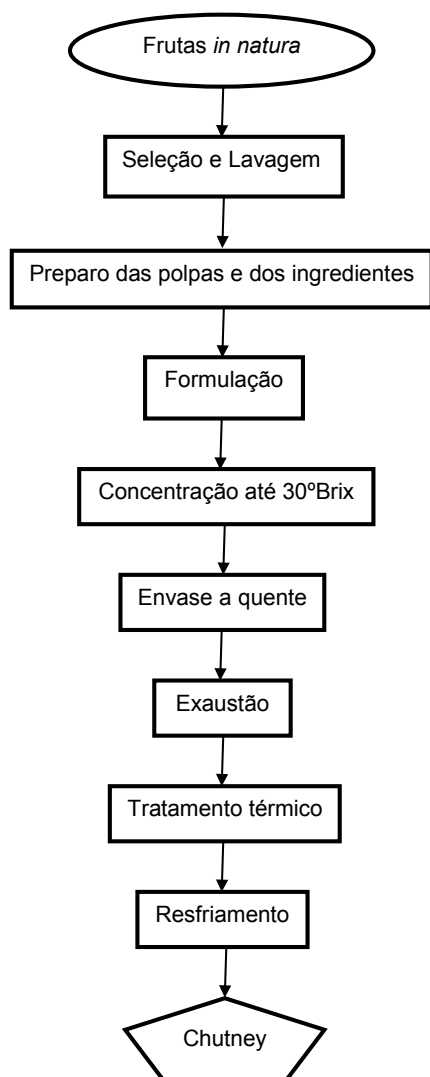 Frutas in natura
Seleção e Lavagem
Preparo das polpas e dos ingredientes
Formulação
Concentração até 30ºBrix
Envase a quente
Exaustão
Tratamento térmico
Resfriamento
Chutney